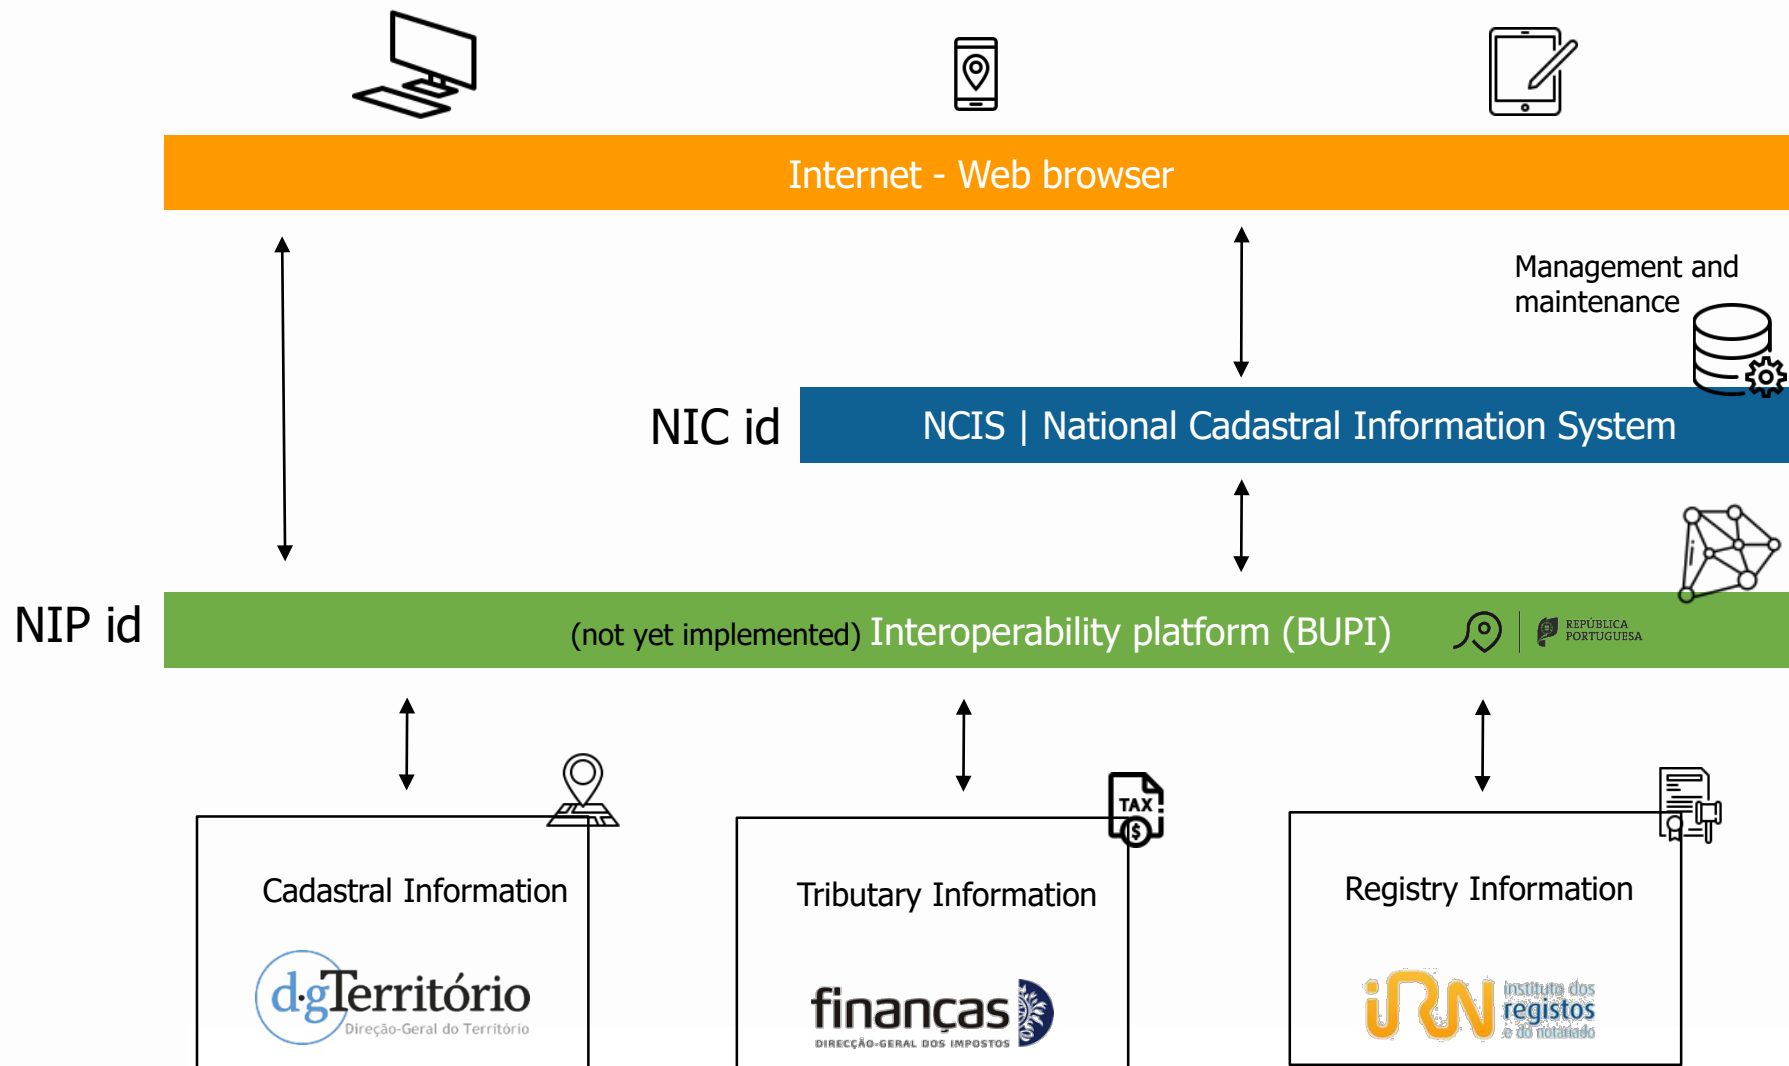 Internet - Web browser
Management and
maintenance
NIC id
NCIS | National Cadastral Information System
NIP id
(not yet implemented) Interoperability platform (BUPI)
REPÚBLICA
PORTUGUESA
TAX
$
Cadastral Information
Tributary Information
Registry Information
d·gTerritório
Direção-Geral do Território
finanças
DIRECÇÃO-GERAL DOS IMPOSTOS
iRN
instituto dos
registos
e do notariado